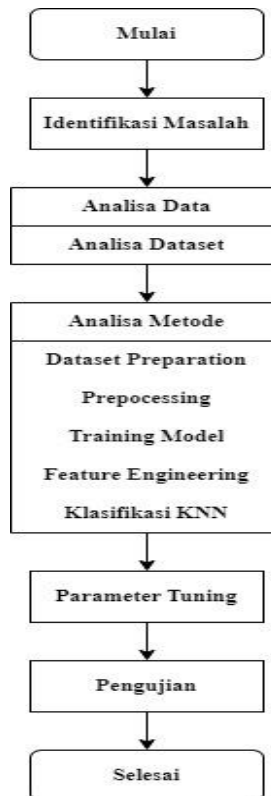 Mulai
Identifikasi Masalah
Analisa Data
Analisa Dataset
Analisa Metode
Dataset Preparation
Prepocessing
Training Model
Feature Engineering
Klasifikasi KNN
Parameter Tuning
Pengujian
Selesai